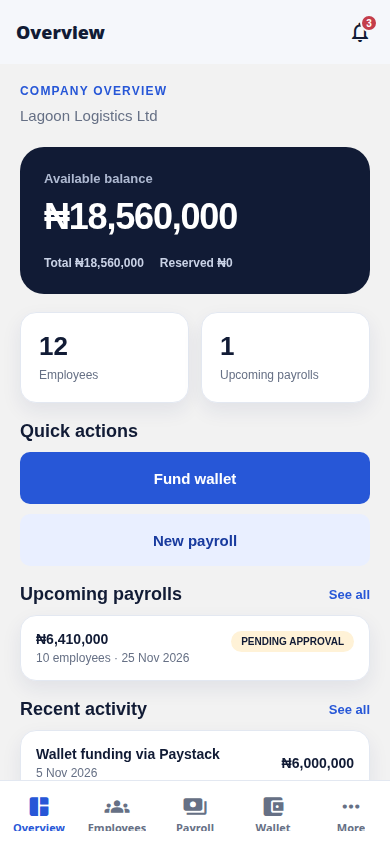 Overview
3
COMPANY OVERVIEW
Lagoon Logistics Ltd
Available balance
₦18,560,000
Total ₦18,560,000 Reserved ₦0
12
Employees
1
Upcoming payrolls
Quick actions
Fund wallet
New payroll
Upcoming payrolls See all
₦6,410,000 PENDING APPROVAL
10 employees · 25 Nov 2026
Recent activity See all
Wallet funding via Paystack ₦6,000,000
5 Nov 2026
Overview Employees Payroll Wallet More